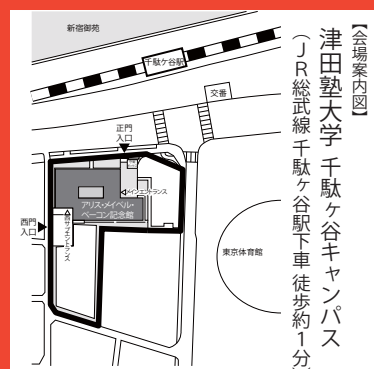 【会場案内図】
津田塾大学 千駄ヶ谷キャンパス
（ＪＲ総武線 千駄ヶ谷駅下車 徒歩約１分
新宿御苑
千駄ケ谷駅
交番
正門
入口
メインエントランス
アリス・メイベル・
ベーコン記念館
西門
入口
東京体育館